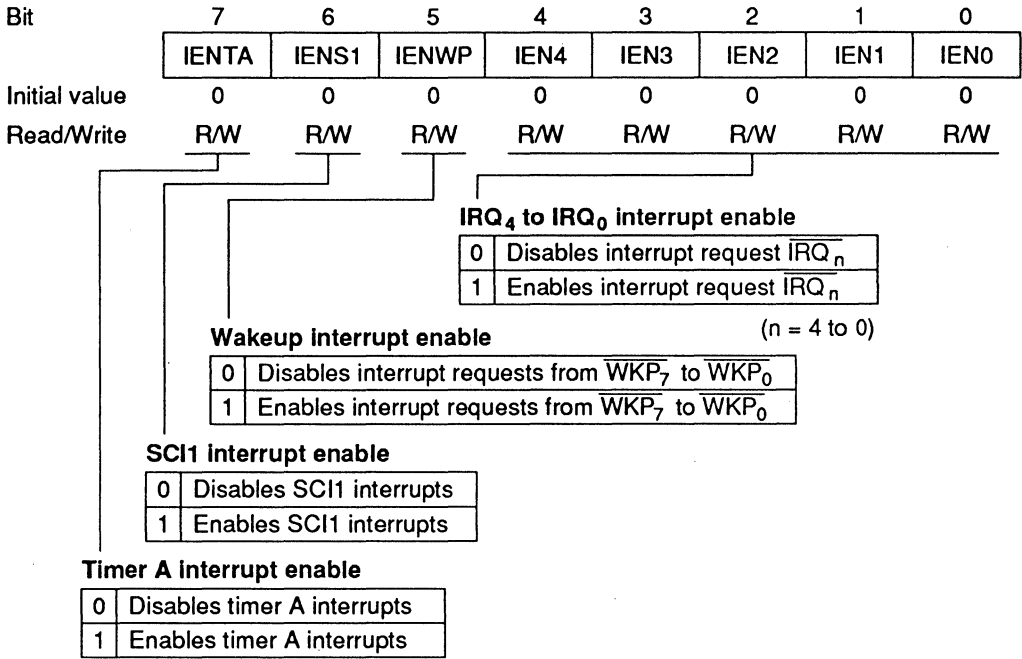 Bit 7 6 5 4 3 2 1 0
IENTA IENS1 IENWP IEN4 IEN3 IEN2 IEN1 IEN0
Initial value 0 0 0 0 0 0 0 0
Read/Write R/W R/W R/W R/W R/W R/W R/W R/W
IRQ4 to IRQ0 interrupt enable
0 Disables interrupt request IRQn
1 Enables interrupt request IRQn
(n = 4 to 0)
Wakeup interrupt enable
0 Disables interrupt requests from WKP7 to WKP0
1 Enables interrupt requests from WKP7 to WKP0
SCI1 interrupt enable
0 Disables SCI1 interrupts
1 Enables SCI1 interrupts
Timer A interrupt enable
0 Disables timer A interrupts
1 Enables timer A interrupts